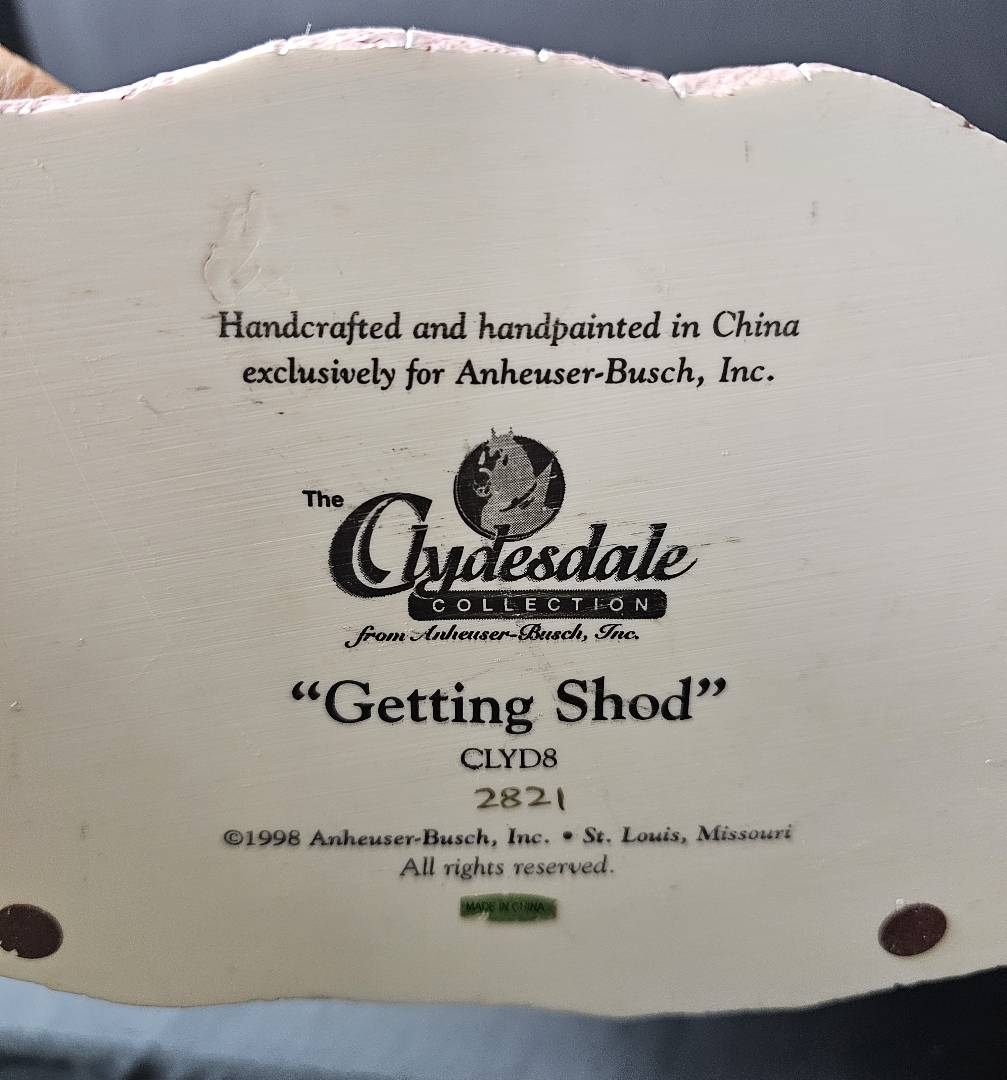 Handcrafted and handpainted in China
exclusively for Anheuser-Busch, Inc.
The
Clydesdale
COLLECTION
from Anheuser-Busch, Inc.
“Getting Shod”
CLYD8
2821
©1998 Anheuser-Busch, Inc. • St. Louis, Missouri
All rights reserved.
MADE IN CHINA